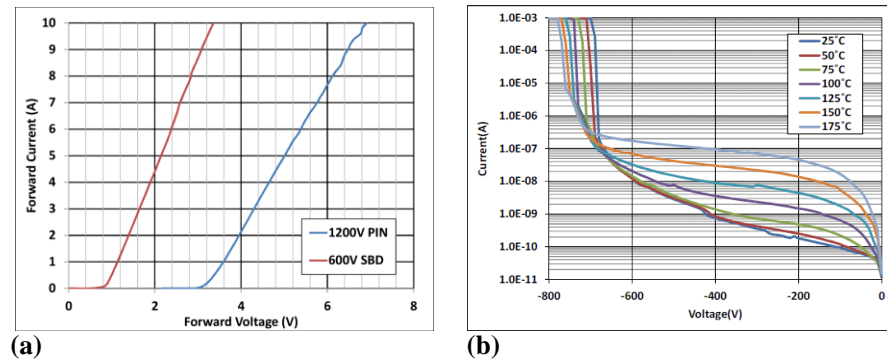 10
9
8
7
6
5
4
3
2
1
0
Forward Current (A)
1200V PIN
600V SBD
0 2 4 6 8
Forward Voltage (V)
(a)
1.0E-03
1.0E-04
1.0E-05
1.0E-06
1.0E-07
1.0E-08
1.0E-09
1.0E-10
1.0E-11
Current(A)
25˚C
50˚C
75˚C
100˚C
125˚C
150˚C
175˚C
-800 -600 -400 -200 0
Voltage(V)
(b)